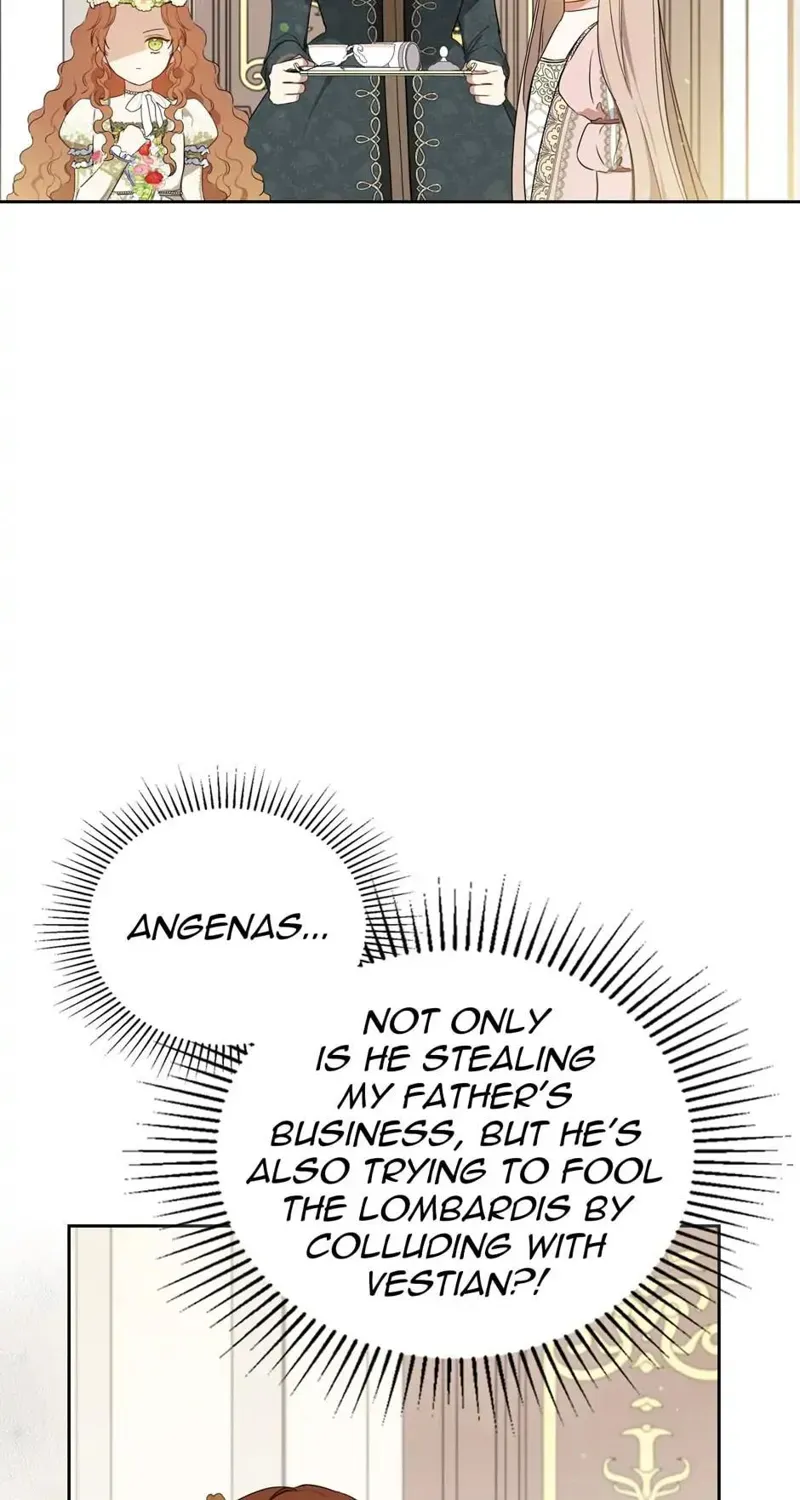 ANGENAS...
NOT ONLY
IS HE STEALING
MY FATHER'S
BUSINESS, BUT HE'S
ALSO TRYING TO FOOL
THE LOMBARDIS BY
COLLUDING WITH
VESTIAN?!